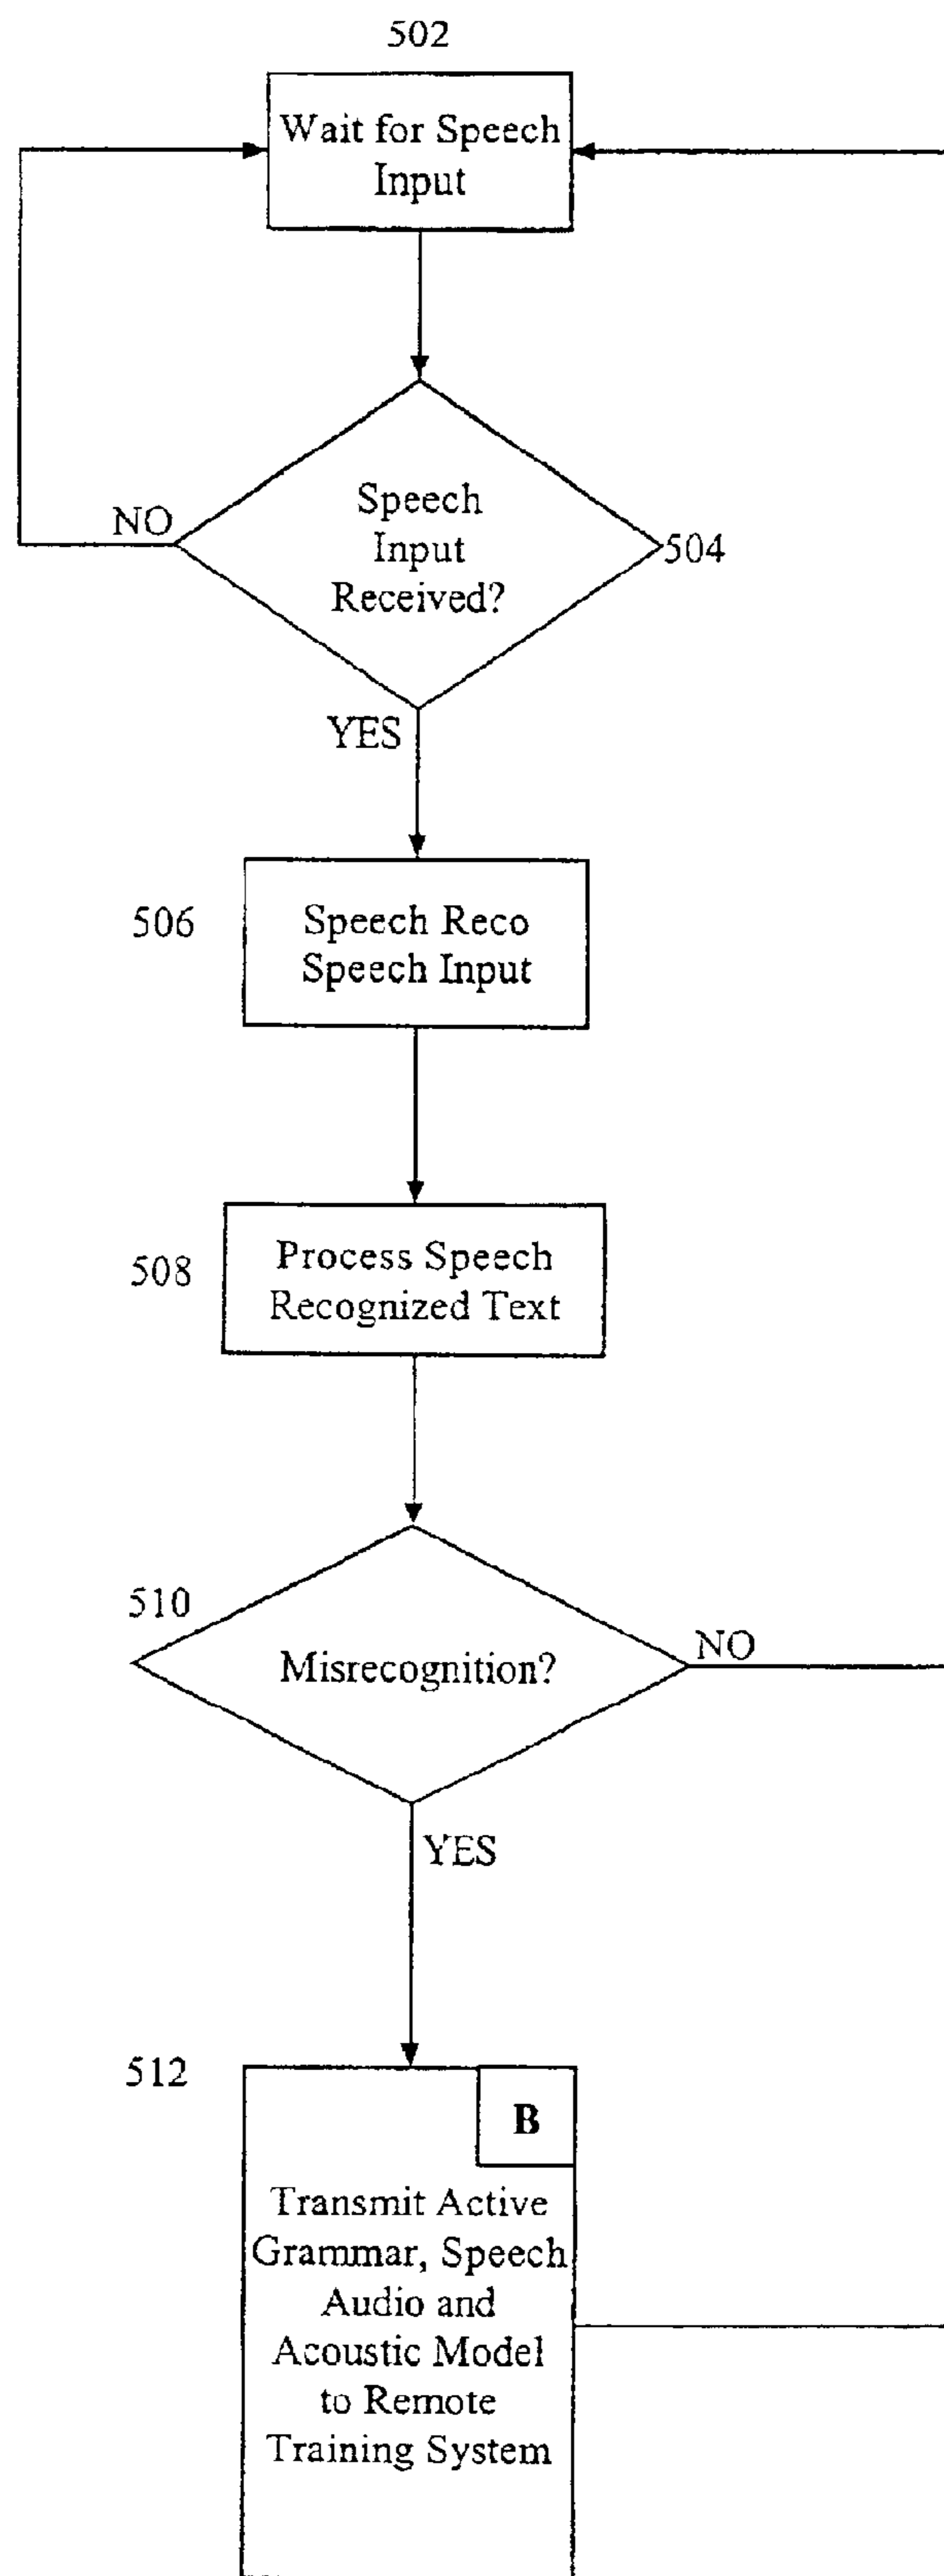 502
Wait for Speech
Input
Speech
Input
Received?
NO
504
YES
506
Speech Reco
Speech Input
508
Process Speech
Recognized Text
510
Misrecognition?
NO
YES
512
B
Transmit Active
Grammar, Speech
Audio and
Acoustic Model
to Remote
Training System